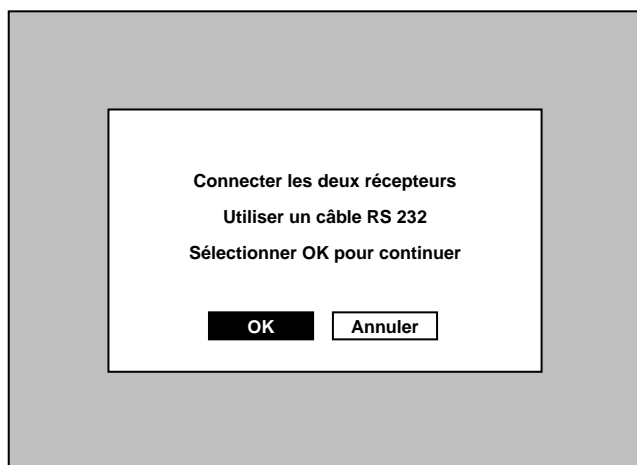 Connecter les deux récepteurs
Utiliser un câble RS 232
Sélectionner OK pour continuer
OK Annuler